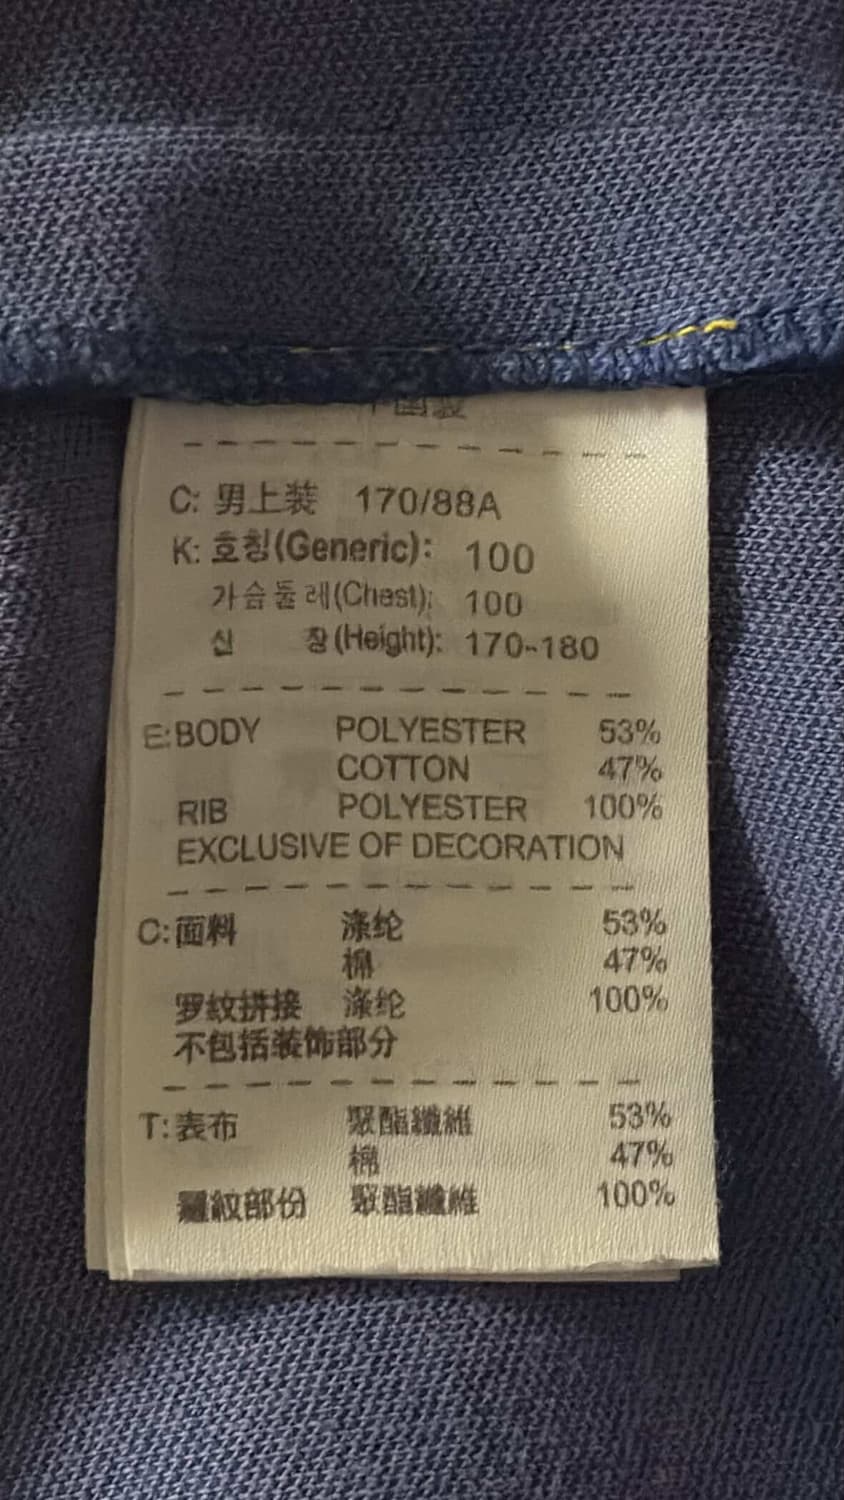 C: 男上装 170/88A
K: 호칭(Generic): 100
가슴둘레(Chest): 100
신 장(Height): 170-180
E:BODY POLYESTER 53%
COTTON 47%
RIB POLYESTER 100%
EXCLUSIVE OF DECORATION
C:面料 涤纶 53%
棉 47%
罗纹拼接 涤纶 100%
不包括装饰部分
T:表布 聚酯纖維 53%
棉 47%
羅紋部份 聚酯纖維 100%